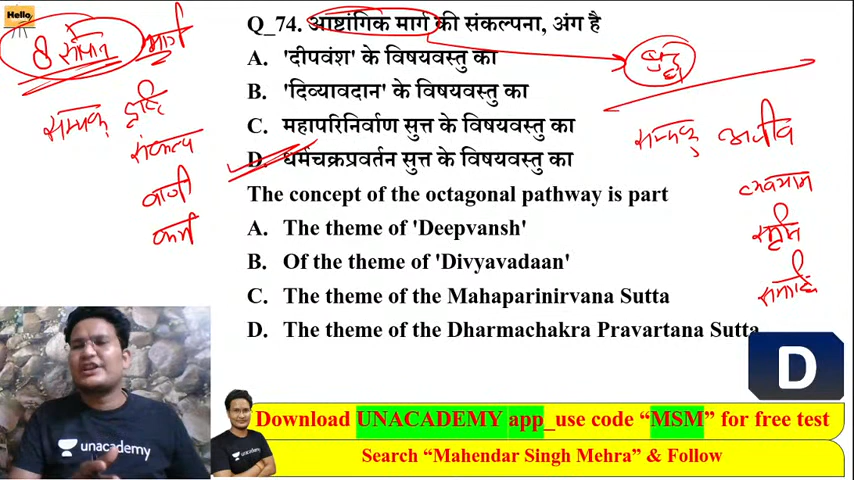 Hello
8 सोपान मार्ग
सम्यक् दृष्टि
संकल्प
वाणी
कर्म
Q_74. आष्टांगिक मार्ग की संकल्पना, अंग है
A. 'दीपवंश' के विषयवस्तु का
B. 'दिव्यावदान' के विषयवस्तु का
C. महापरिनिर्वाण सुत्त के विषयवस्तु का
D. धर्मचक्रप्रवर्तन सुत्त के विषयवस्तु का
The concept of the octagonal pathway is part
A. The theme of 'Deepvansh'
B. Of the theme of 'Divyavadaan'
C. The theme of the Mahaparinirvana Sutta
D. The theme of the Dharmachakra Pravartana Sutta
सम्यक् आजीव
व्यायाम
स्मृति
समाधि
D
unacademy
unacademy
Download UNACADEMY app_use code “MSM” for free test
Search “Mahendar Singh Mehra” & Follow